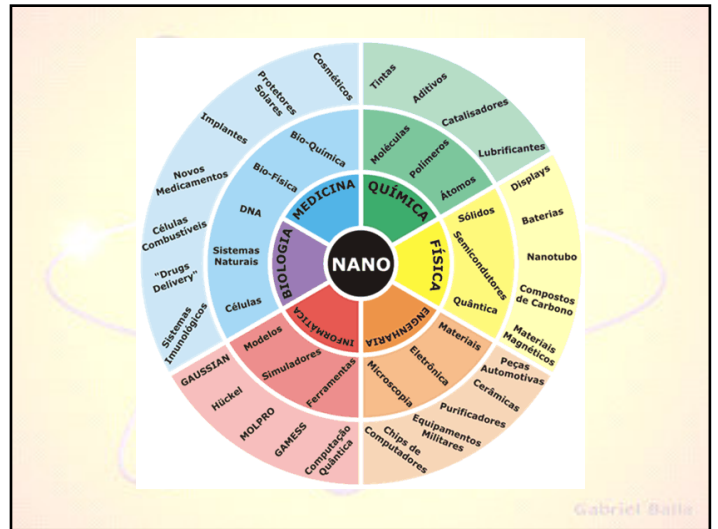 NANO
MEDICINA
QUÍMICA
FÍSICA
ENGENHARIA
INFORMÁTICA
BIOLOGIA
Bio-Química
Bio-Física
DNA
Sistemas
Naturais
Células
Moléculas
Polímeros
Átomos
Sólidos
Semicondutores
Quântica
Materiais
Eletrônica
Microscopia
Ferramentas
Simuladores
Modelos
Cosméticos
Protetores
Solares
Implantes
Novos
Medicamentos
Células
Combustíveis
"Drugs
Delivery"
Sistemas
Imunológicos
Tintas
Aditivos
Catalisadores
Lubrificantes
Displays
Baterias
Nanotubo
Compostos
de Carbono
Materiais
Magnéticos
Peças
Automotivas
Cerâmicas
Purificadores
Equipamentos
Militares
Chips de
Computadores
Computação
Quântica
GAMESS
MOLPRO
Hückel
GAUSSIAN
Gabriel Balla